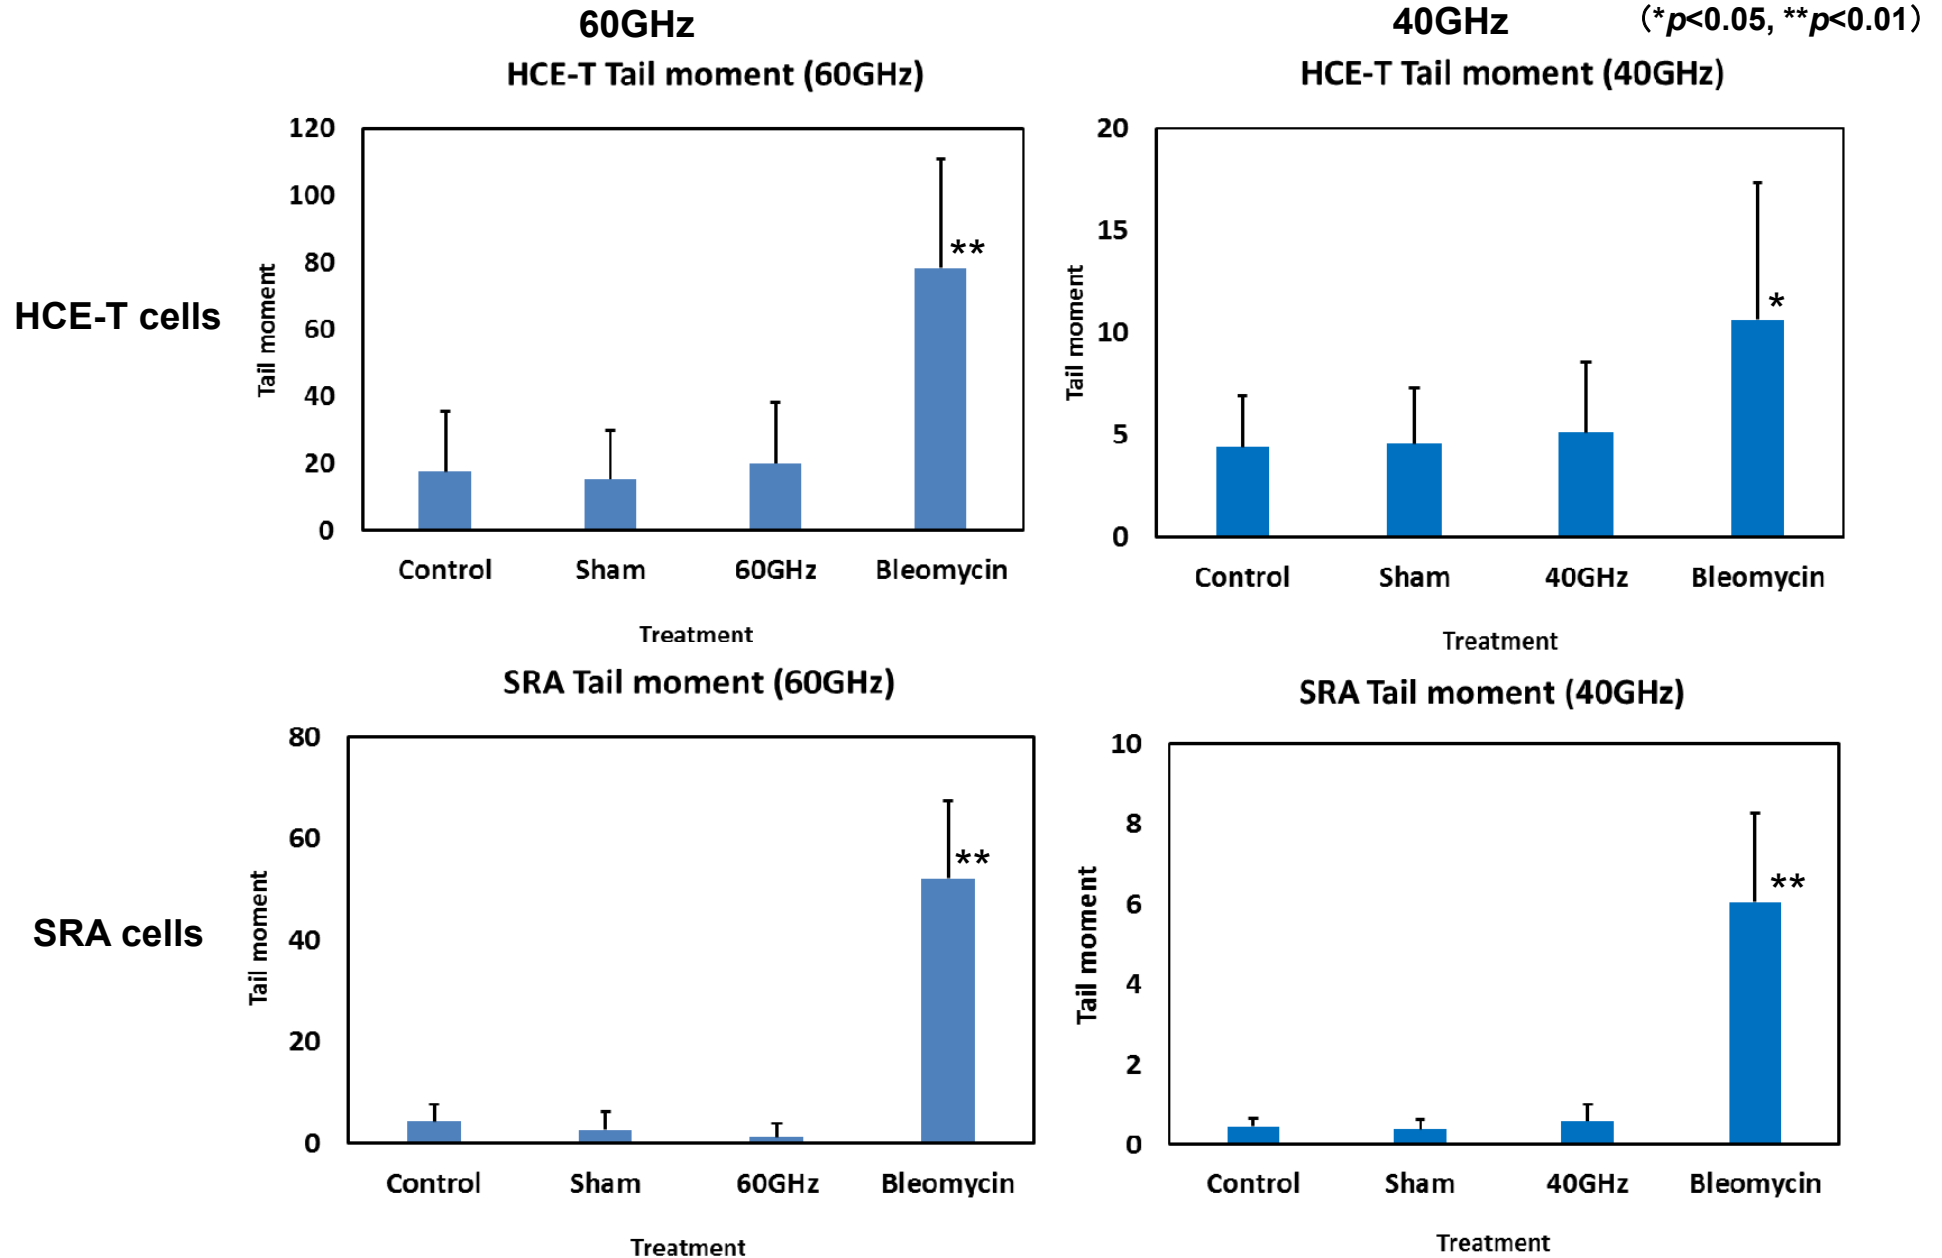 60GHz
40GHz
（*p<0.05, **p<0.01）
HCE-T Tail moment (60GHz)
120
100
80
60
40
20
0
Tail moment
**
Control Sham 60GHz Bleomycin
Treatment
HCE-T Tail moment (40GHz)
20
15
10
5
0
Tail moment
*
Control Sham 40GHz Bleomycin
Treatment
HCE-T cells
SRA Tail moment (60GHz)
80
60
40
20
0
Tail moment
**
Control Sham 60GHz Bleomycin
Treatment
SRA Tail moment (40GHz)
10
8
6
4
2
0
Tail moment
**
Control Sham 40GHz Bleomycin
Treatment
SRA cells